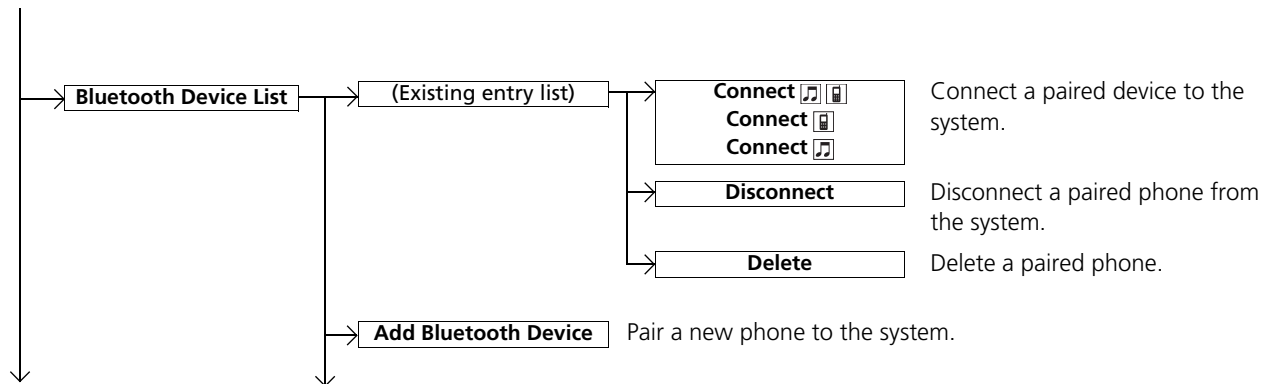 Bluetooth Device List
(Existing entry list)
Connect
Connect
Connect
Connect a paired device to the
system.
Disconnect
Disconnect a paired phone from
the system.
Delete
Delete a paired phone.
Add Bluetooth Device
Pair a new phone to the system.